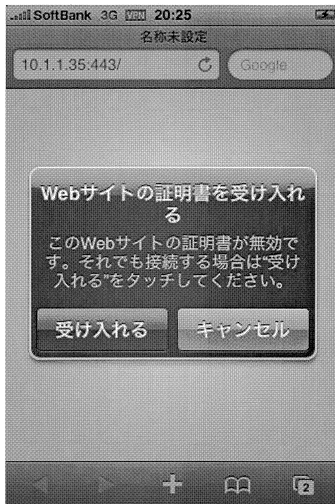 SoftBank 3G VPN 20:25
名称未設定
10.1.1.35:443/
Google
Webサイトの証明書を受け入れ
る
このWebサイトの証明書が無効で
す。それでも接続する場合は“受け
入れる”をタッチしてください。
受け入れる
キャンセル
2